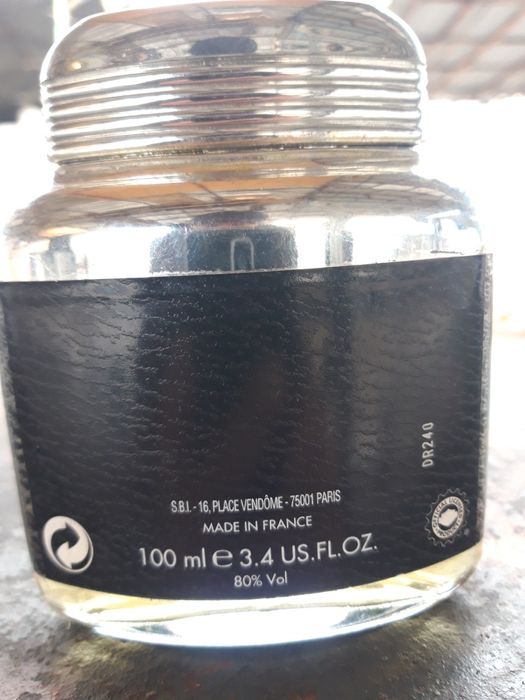 DR240
S.B.I. - 16, PLACE VENDÔME - 75001 PARIS
MADE IN FRANCE
100 ml e 3.4 US.FL.OZ.
80% Vol